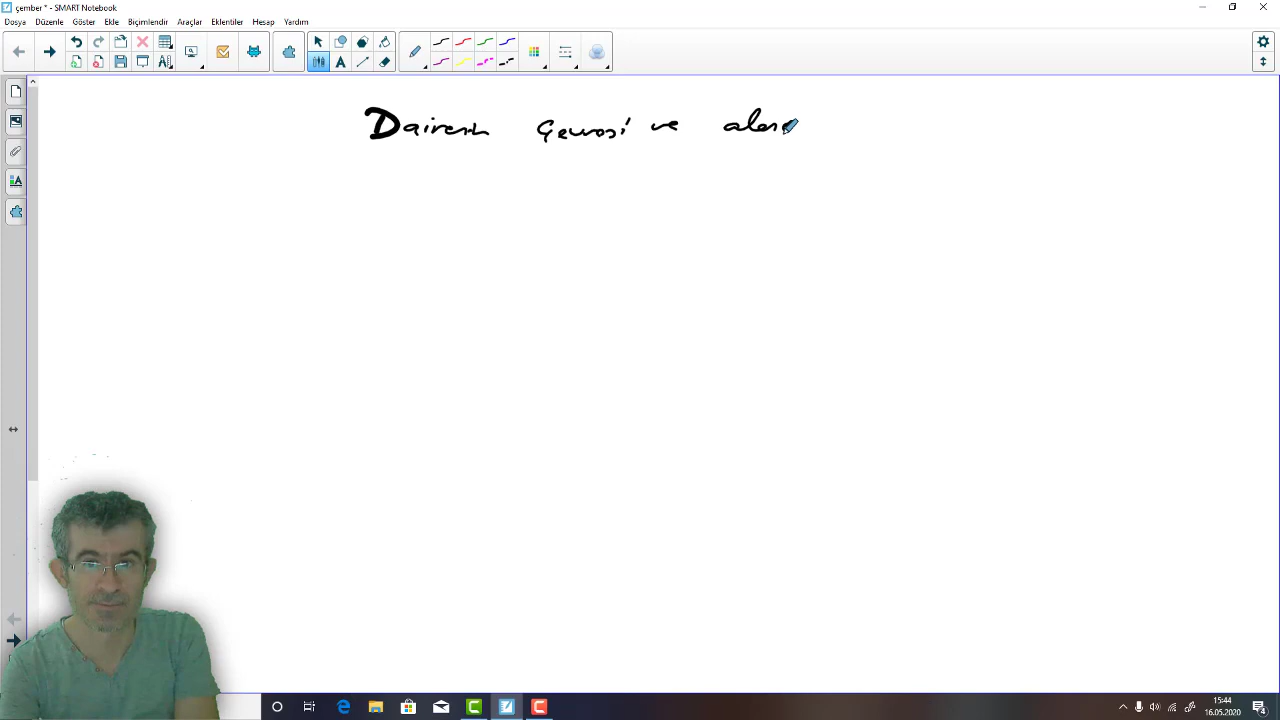 çember * - SMART Notebook
Dosya Düzenle Göster Ekle Biçimlendir Araçlar Eklentiler Hesap Yardım
Dairenin Çevresi ve alanı
15:44
16.05.2020